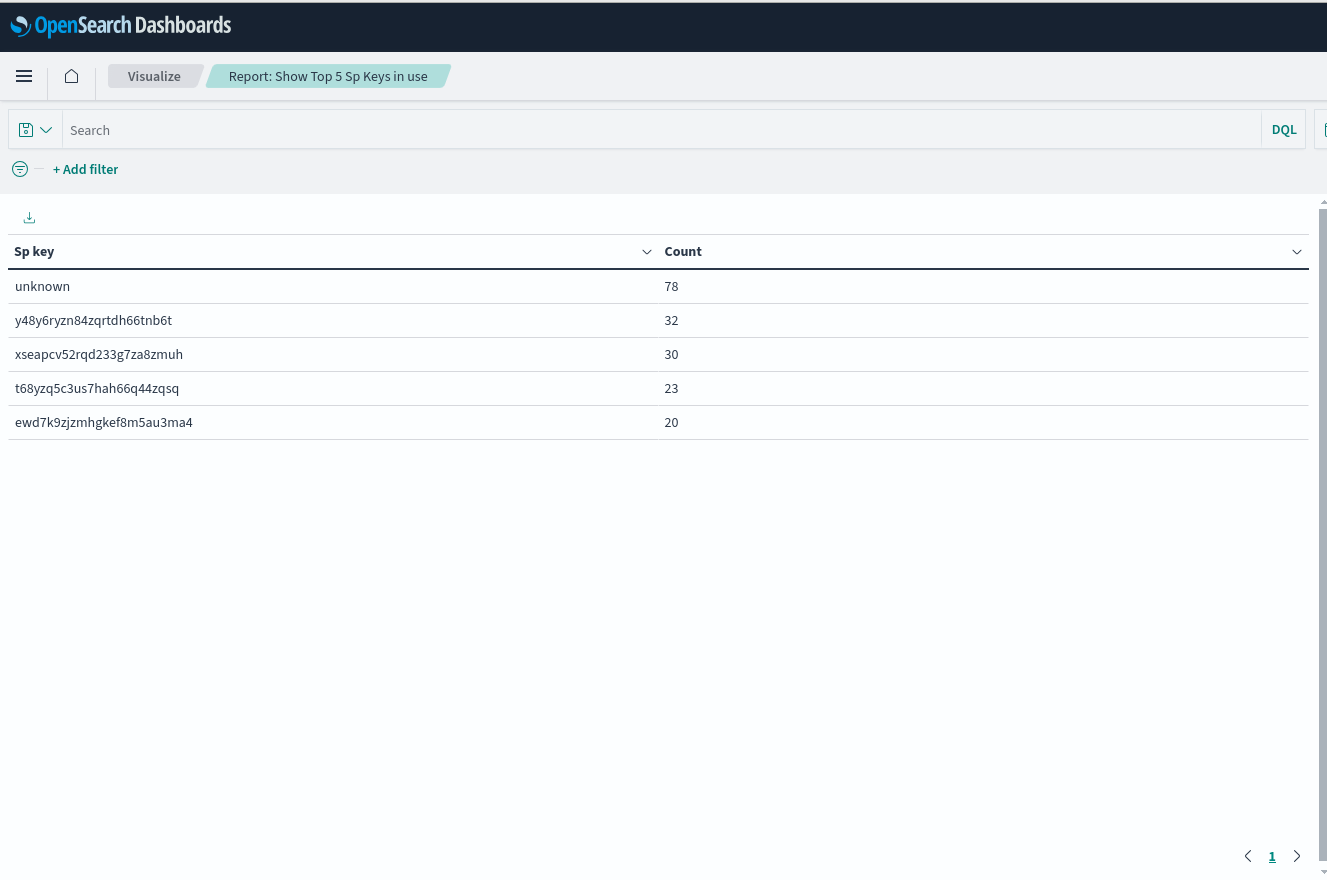 OpenSearch Dashboards
Visualize Report: Show Top 5 Sp Keys in use
Search DQL
+ Add filter
Sp key Count
unknown 78
y48y6ryzn84zqrtdh66tnb6t 32
xseapcv52rqd233g7za8zmuh 30
t68yzq5c3us7hah66q44zqsq 23
ewd7k9zjzmhgkef8m5au3ma4 20
1